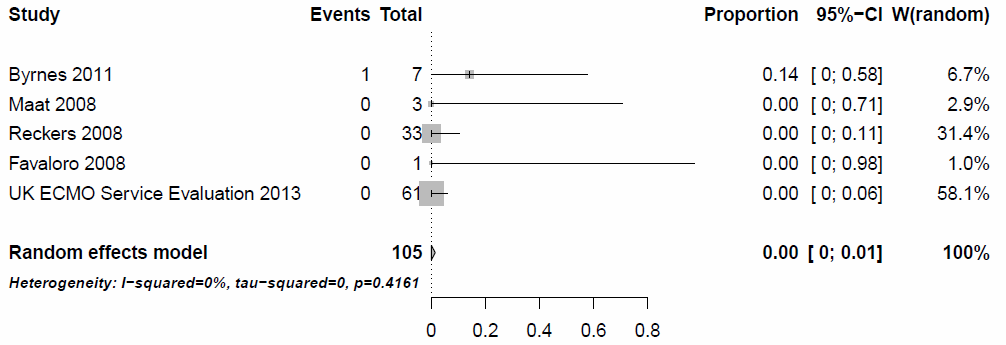 Study Events Total Proportion 95%−CI W(random)
Byrnes 2011 1 7 0.14 [ 0; 0.58] 6.7%
Maat 2008 0 3 0.00 [ 0; 0.71] 2.9%
Reckers 2008 0 33 0.00 [ 0; 0.11] 31.4%
Favaloro 2008 0 1 0.00 [ 0; 0.98] 1.0%
UK ECMO Service Evaluation 2013 0 61 0.00 [ 0; 0.06] 58.1%
Random effects model 105 0.00 [ 0; 0.01] 100%
Heterogeneity: I−squared=0%, tau−squared=0, p=0.4161
0 0.2 0.4 0.6 0.8